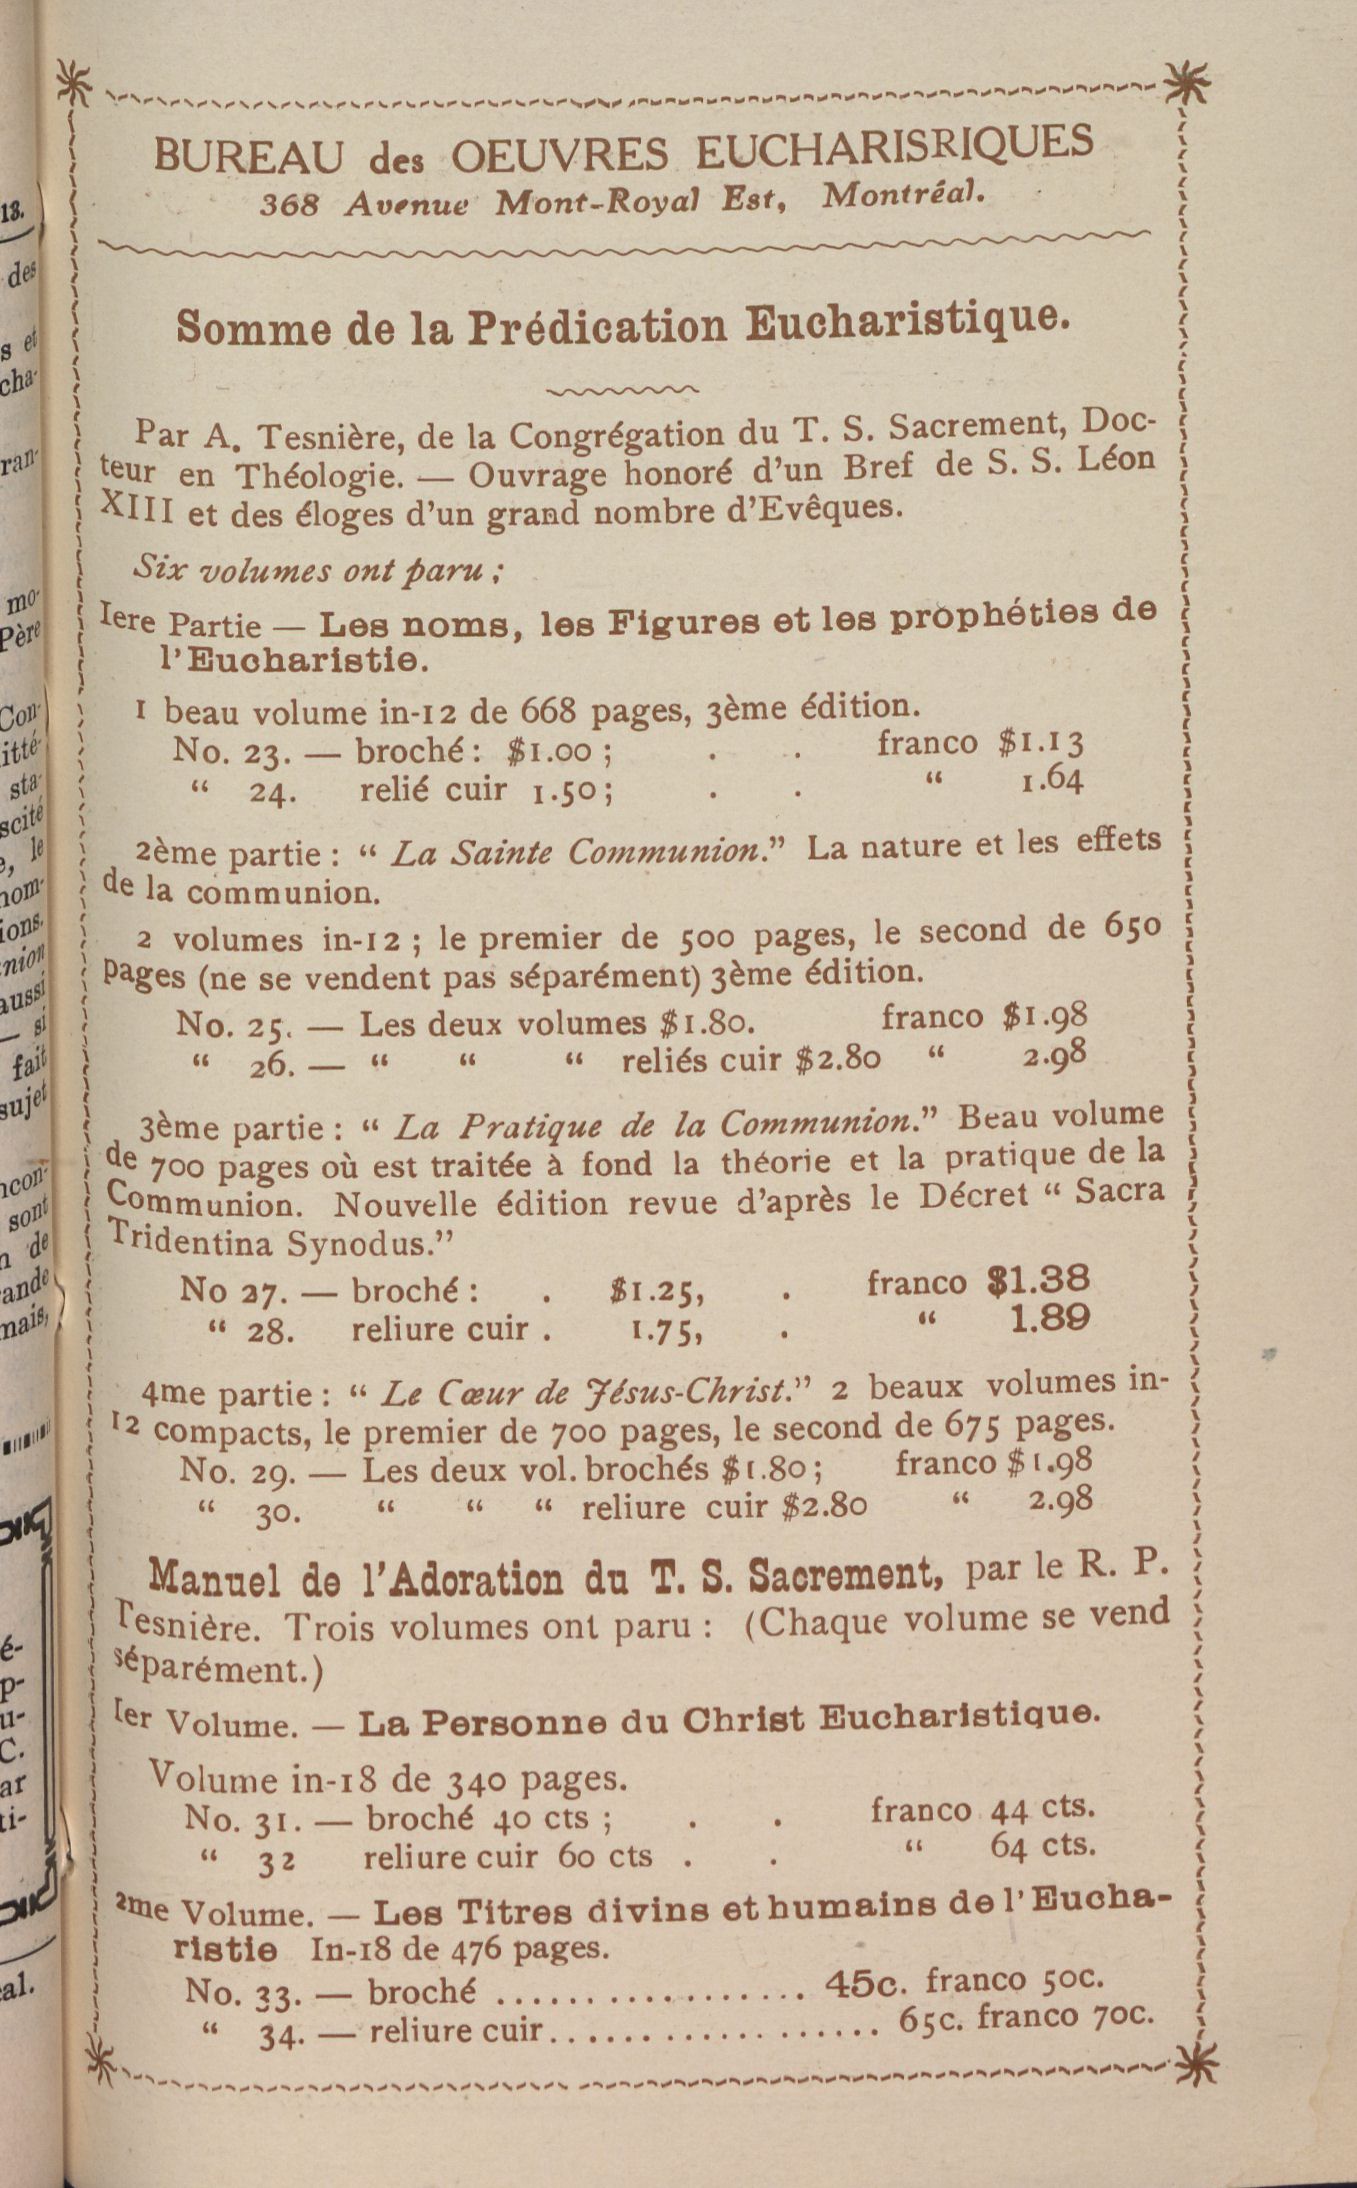 BUREAU des OEUVRES EUCHARISRIQUES
368 Avenue Mont-Royal Est, Montréal.
Somme de la Prédication Eucharistique.
Par A. Tesnière, de la Congrégation du T. S. Sacrement, Doc-
teur en Théologie. — Ouvrage honoré d'un Bref de S. S. Léon
XIII et des éloges d'un grand nombre d'Evêques.
Six volumes ont paru ;
Iere Partie — Les noms, les Figures et les prophéties de
l'Eucharistie.
1 beau volume in-12 de 668 pages, 3ème édition.
No. 23. — broché : $1.00 ; . . franco $1.13
“ 24. relié cuir 1.50 ; . . “ 1.64
2ème partie : “ La Sainte Communion.” La nature et les effets
de la communion.
2 volumes in-12 ; le premier de 500 pages, le second de 650
pages (ne se vendent pas séparément) 3ème édition.
No. 25. — Les deux volumes $1.80. franco $1.98
“ 26. — “ “ “ reliés cuir $2.80 “ 2.98
3ème partie : “ La Pratique de la Communion.” Beau volume
de 700 pages où est traitée à fond la théorie et la pratique de la
Communion. Nouvelle édition revue d'après le Décret “ Sacra
Tridentina Synodus.”
No 27. — broché : . $1.25, . franco $1.38
“ 28. reliure cuir . 1.75, . “ 1.89
4me partie : “ Le Cœur de Jésus-Christ.” 2 beaux volumes in-
12 compacts, le premier de 700 pages, le second de 675 pages.
No. 29. — Les deux vol. brochés $1.80 ; franco $1.98
“ 30. “ “ “ reliure cuir $2.80 “ 2.98
Manuel de l'Adoration du T. S. Sacrement, par le R. P.
Tesnière. Trois volumes ont paru : (Chaque volume se vend
séparément.)
Ier Volume. — La Personne du Christ Eucharistique.
Volume in-18 de 340 pages.
No. 31. — broché 40 cts ; . . franco 44 cts.
“ 32 reliure cuir 60 cts . . “ 64 cts.
2me Volume. — Les Titres divins et humains de l'Eucha-
ristie In-18 de 476 pages.
No. 33. — broché .................. 45c. franco 50c.
“ 34. — reliure cuir................... 65c. franco 70c.